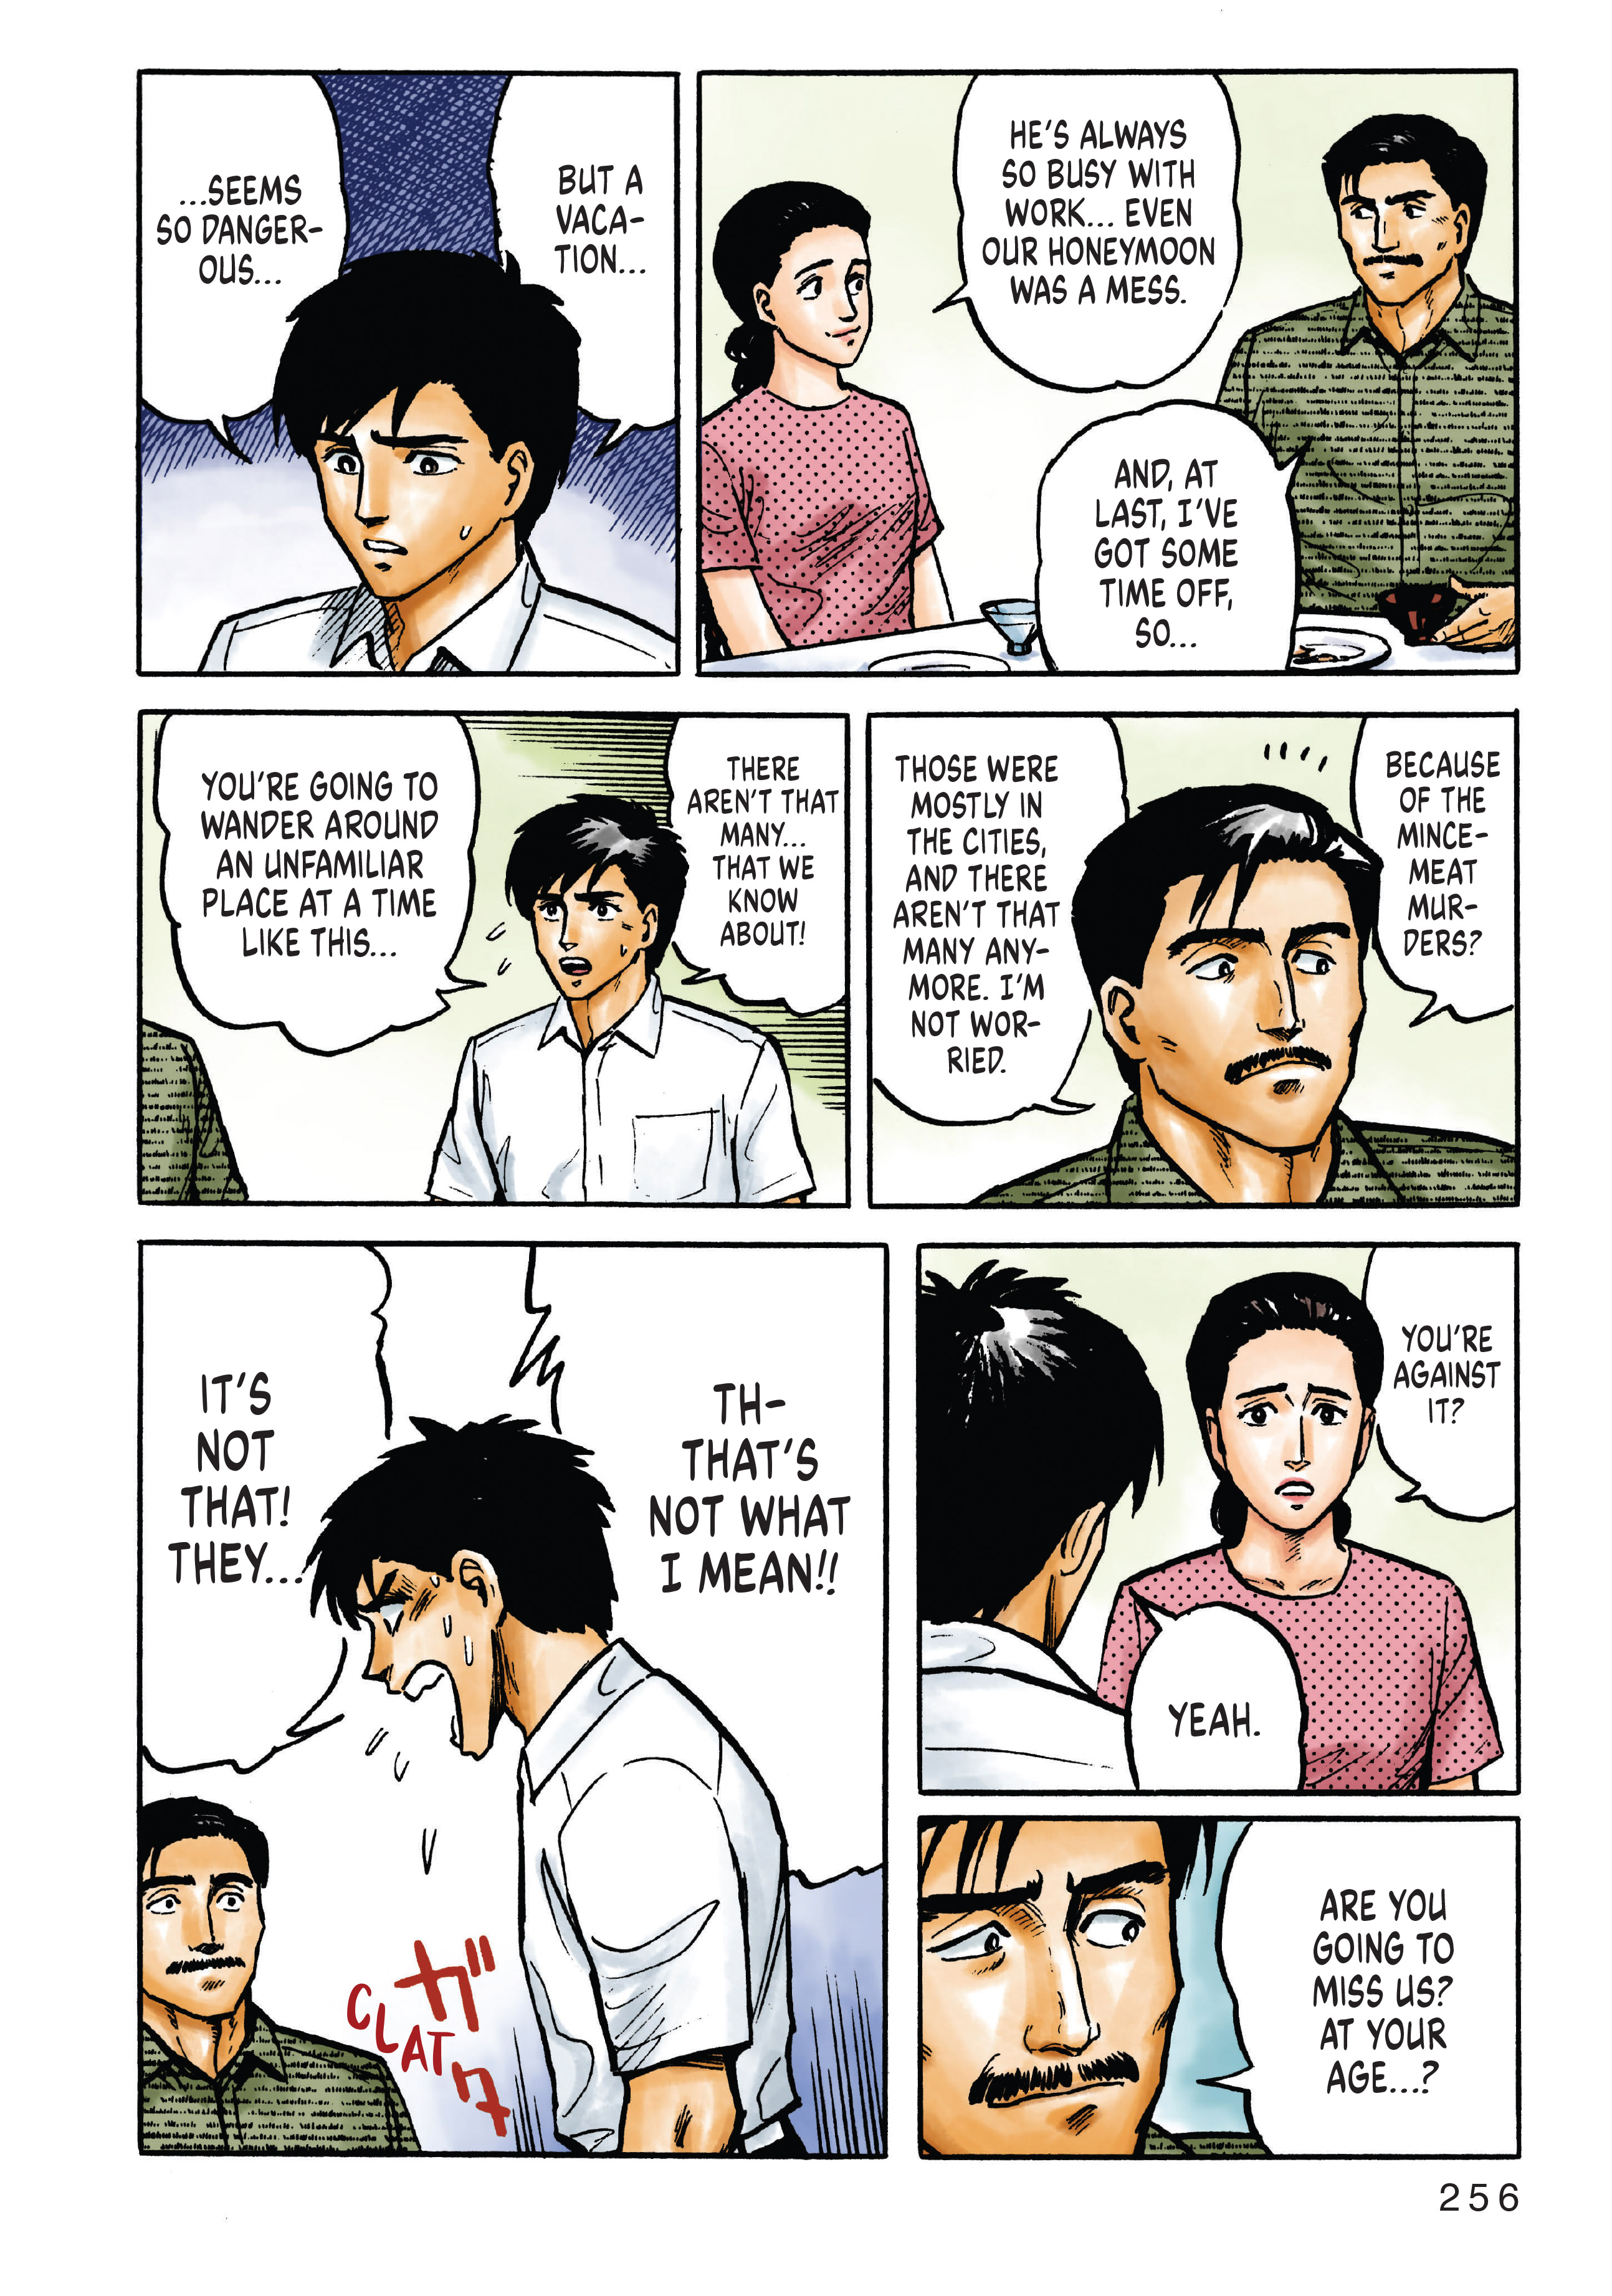 HE'S ALWAYS
SO BUSY WITH
WORK... EVEN
OUR HONEYMOON
WAS A MESS.
AND, AT
LAST, I'VE
GOT SOME
TIME OFF,
SO...
BUT A
VACA-
TION...
...SEEMS
SO DANGER-
OUS...
BECAUSE
OF THE
MINCE-
MEAT
MUR-
DERS?
THOSE WERE
MOSTLY IN
THE CITIES,
AND THERE
AREN'T THAT
MANY ANY-
MORE. I'M
NOT WOR-
RIED.
THERE
AREN'T THAT
MANY...
THAT WE
KNOW
ABOUT!
YOU'RE GOING TO
WANDER AROUND
AN UNFAMILIAR
PLACE AT A TIME
LIKE THIS...
YOU'RE
AGAINST
IT?
YEAH.
ARE YOU
GOING TO
MISS US?
AT YOUR
AGE...?
TH-
THAT'S
NOT WHAT
I MEAN!!
IT'S
NOT
THAT!
THEY...
ガタ
CLAT
256